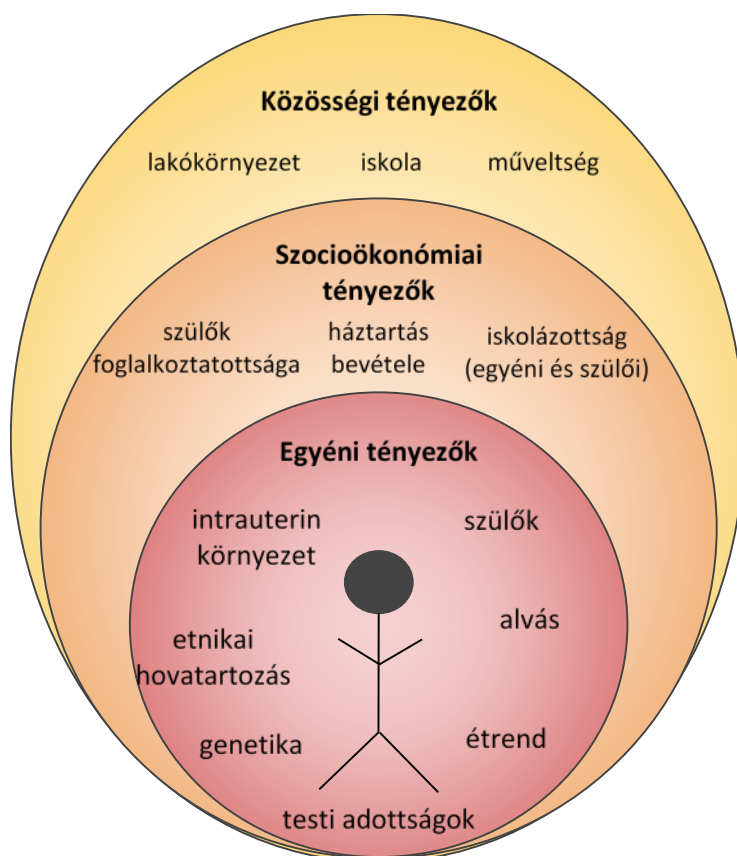 Közösségi tényezők
lakókörnyezet iskola műveltség
Szocioökonómiai
tényezők
szülők
foglalkoztatottsága
háztartás
bevétele
iskolázottság
(egyéni és szülői)
Egyéni tényezők
intrauterin
környezet
szülők
alvás
etnikai
hovatartozás
genetika
étrend
testi adottságok